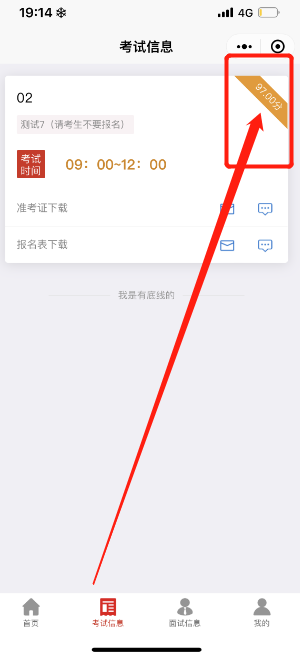 19:14
4G
考试信息
97.00分
02
测试7（请考生不要报名）
考试
时间
09：00~12：00
准考证下载
报名表下载
我是有底线的
首页
考试信息
面试信息
我的